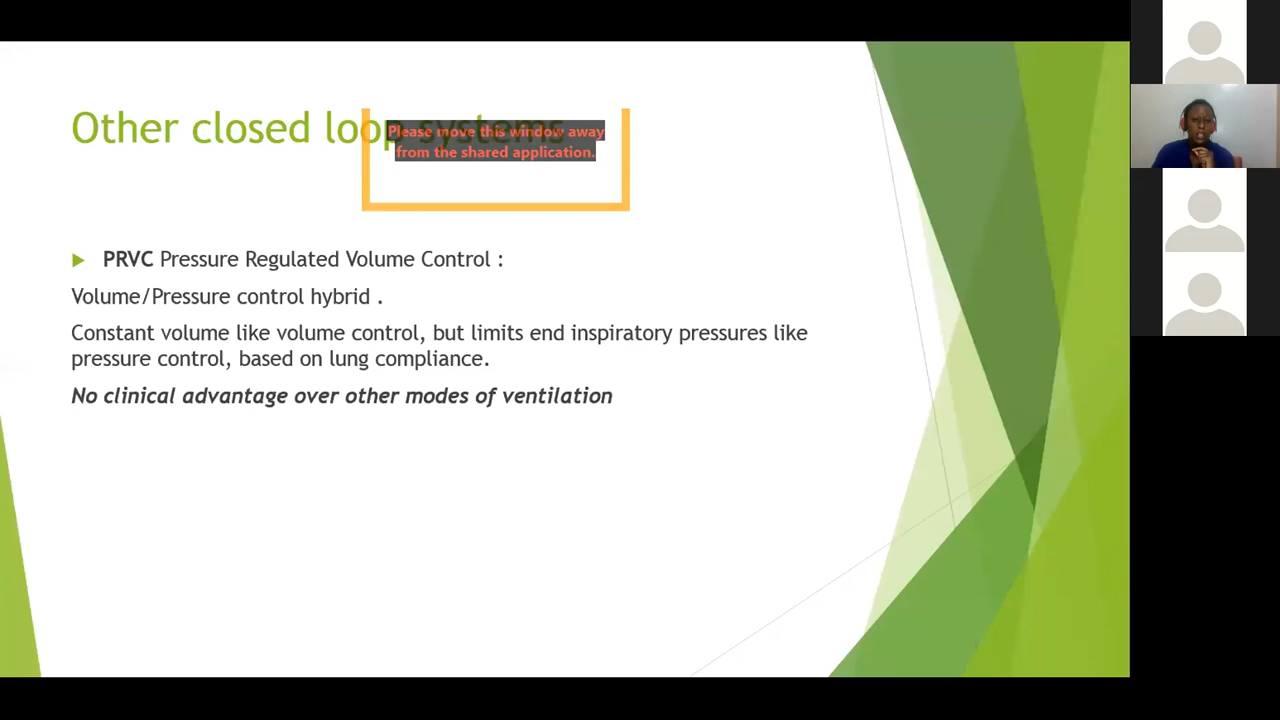 Other closed loop systems
Please move this window away
from the shared application.
PRVC Pressure Regulated Volume Control :
Volume/Pressure control hybrid .
Constant volume like volume control, but limits end inspiratory pressures like
pressure control, based on lung compliance.
No clinical advantage over other modes of ventilation